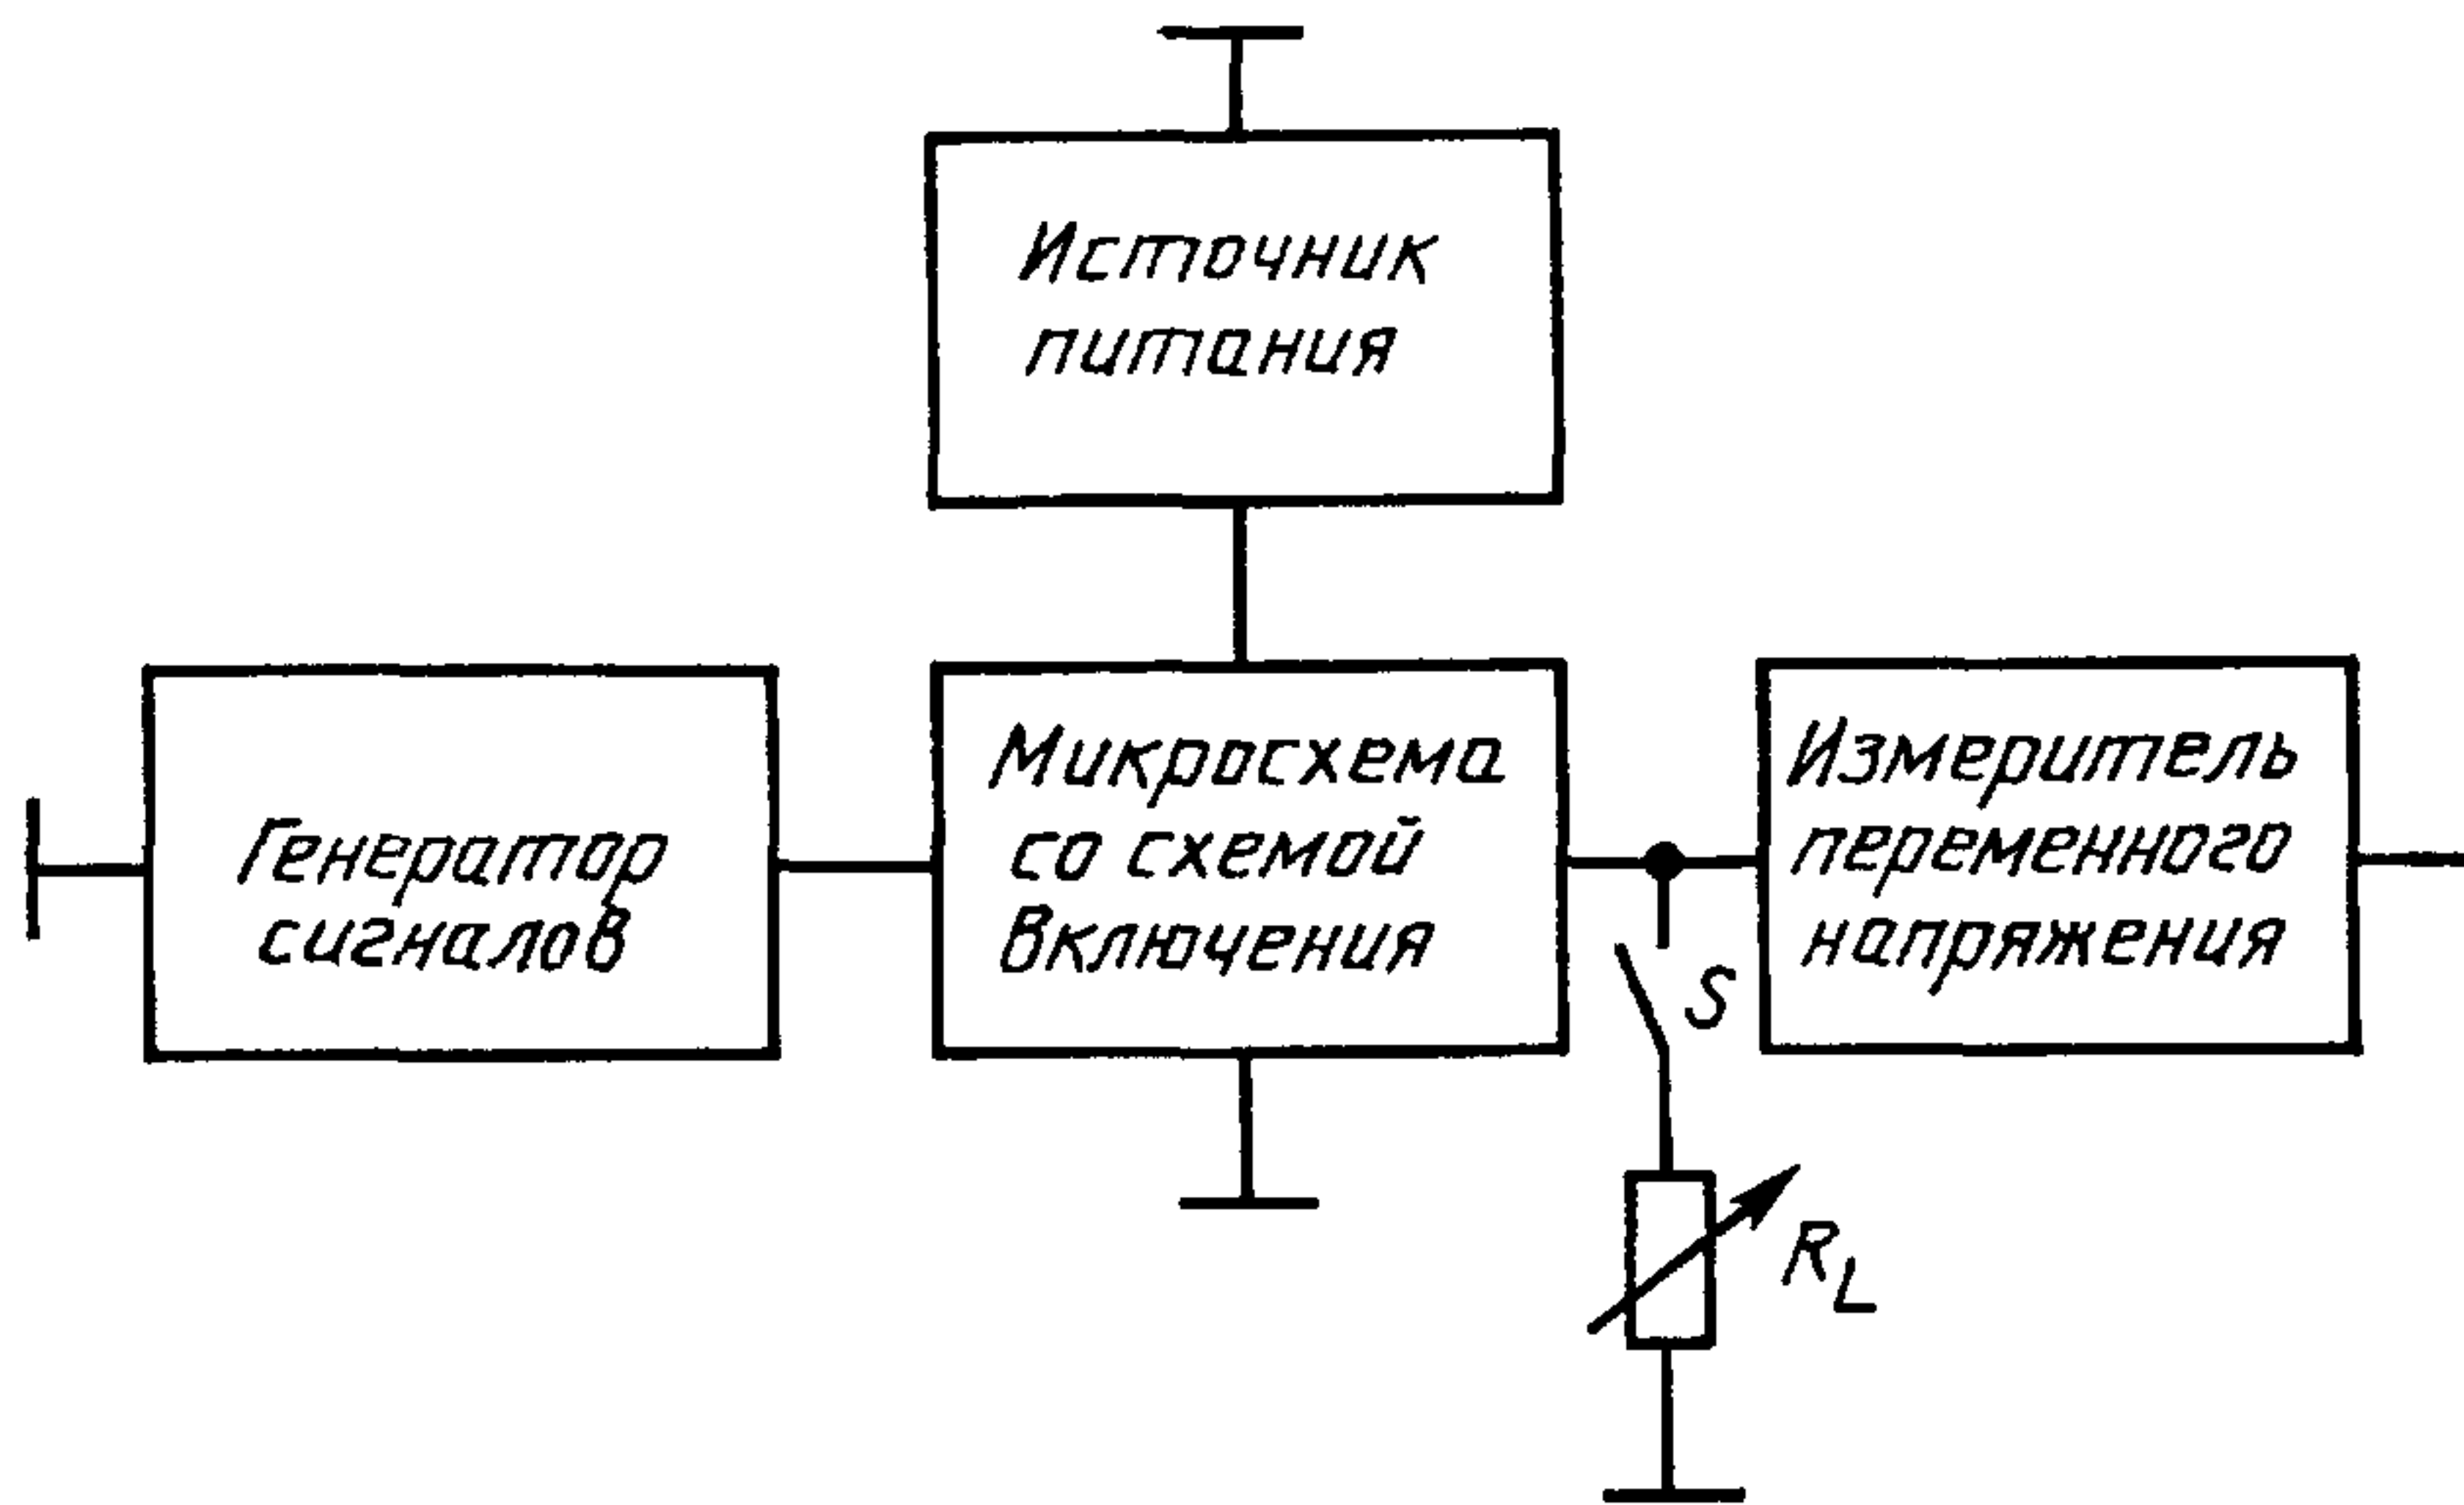 Источник
питания
Генератор
сигналов
Микросхема
со схемой
включения
Измеритель
переменного
напряжения
S
R_L